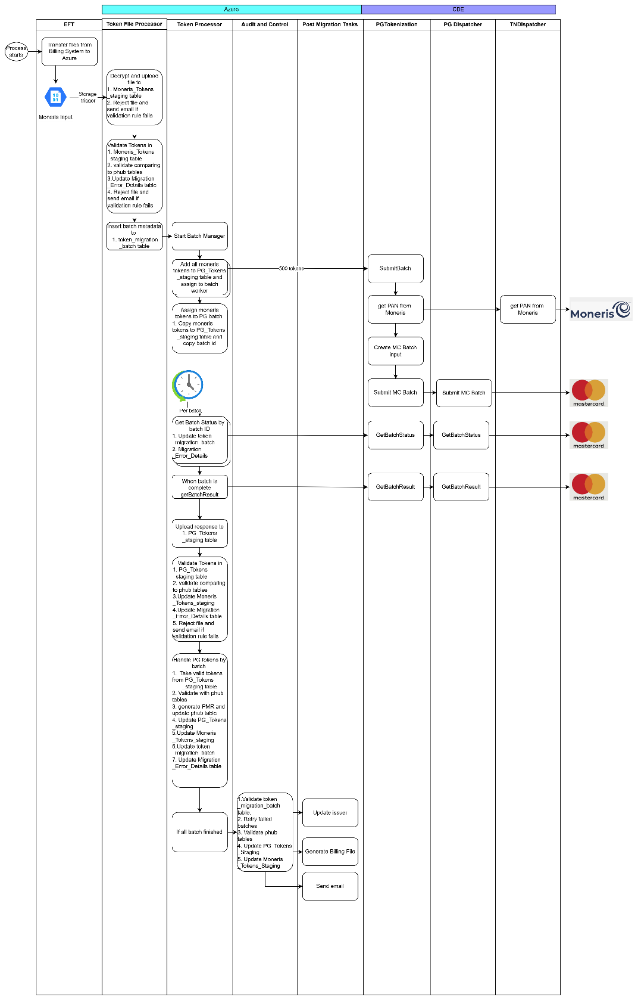 Azure
CDE
EFT
Token File Processor
Token Processor
Audit and Control
Post Migration Tasks
PGTokenization
PG Dispatcher
TNDIspatcher
Process
starts
Transfer files from
Billing System to
Azure
Moneris Input
Storage
trigger
Decrypt and upload
file to
1. Moneris_Tokens
_staging table
2. Reject file and
send email if
validation rule fails
Validate Tokens in
1. Moneris_Tokens
_staging table
2. validate comparing
to phub tables
3.Update Migration
_Error_Details table
4. Reject file and
send email if
validation rule fails
Insert batch metadata
to
1. token_migration
_batch table
Start Batch Manager
Add all moneris
tokens to PG_Tokens
_staging table and
assign to batch
worker
500 tokens
SubmitBatch
Assign moneris
tokens to PG batch
1. Copy moneris
tokens to PG_Tokens
_staging table and
copy batch id
get PAN from
Moneris
get PAN from
Moneris
Moneris
Create MC Batch
input
Submit MC Batch
Submit MC Batch
mastercard.
Per batch
Get Batch Status by
batch ID
1. Update token
_migration_batch
2. Migration
_Error_Details
GetBatchStatus
GetBatchStatus
mastercard.
When batch is
complete
getBatchResult
GetBatchResult
GetBatchResult
mastercard.
Upload response to
1. PG_Tokens
_staging table
Validate Tokens in
1. PG_Tokens
_staging table
2. validate comparing
to phub tables
3.Update Moneris
_Tokens_staging
4.Update Migration
_Error_Details table
5. Reject file and
send email if
validation rule fails
Handle PG tokens by
batch
1. Take valid tokens
from PG_Tokens
_staging table
2. Validate with phub
tables
3. generate PMR and
update phub table
4. Update PG_Tokens
_staging
5.Update Moneris
_Tokens_staging
6.Update token
_migration_batch
7. Update Migration
_Error_Details table
If all batch finished
1.Validate token
_migration_batch
table.
2. Retry failed
batches
3. Validate phub
tables
4. Update PG_Tokens
_Staging
5. Update Moneris
_Tokens_Staging
Update issuer
Generate Billing File
Send email